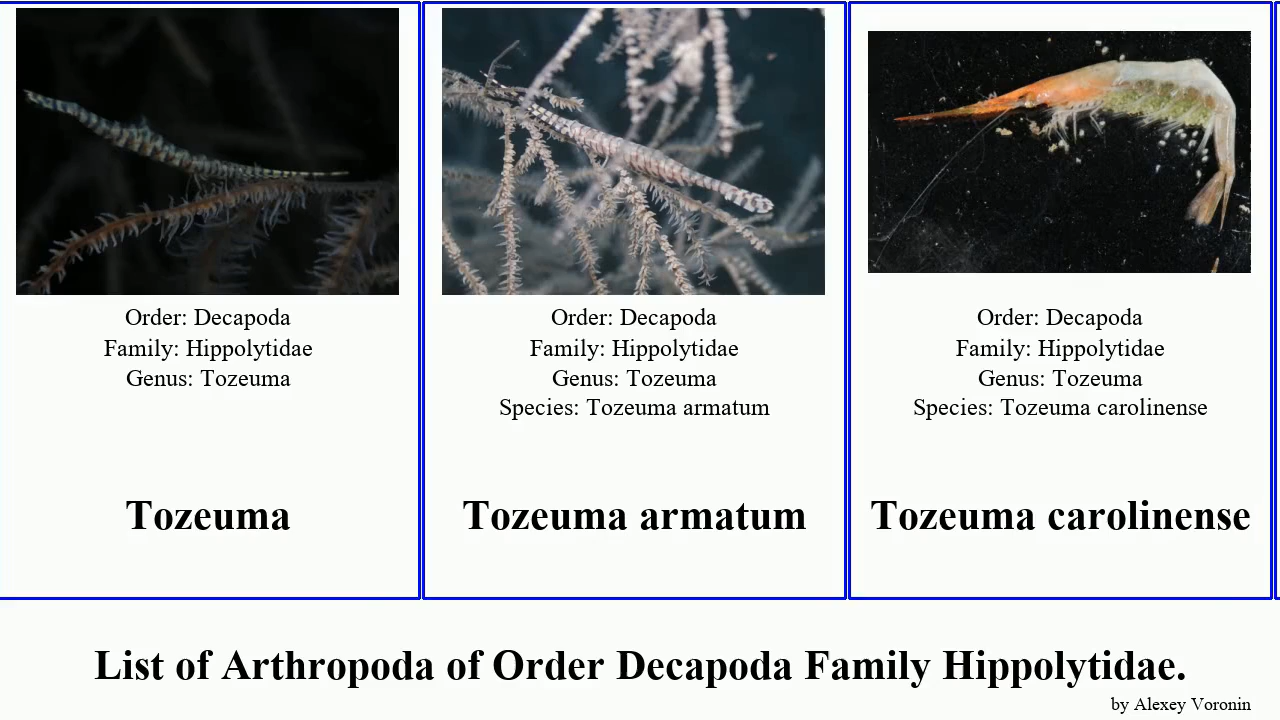 Order: Decapoda
Family: Hippolytidae
Genus: Tozeuma
Tozeuma
Order: Decapoda
Family: Hippolytidae
Genus: Tozeuma
Species: Tozeuma armatum
Tozeuma armatum
Order: Decapoda
Family: Hippolytidae
Genus: Tozeuma
Species: Tozeuma carolinense
Tozeuma carolinense
List of Arthropoda of Order Decapoda Family Hippolytidae.
by Alexey Voronin